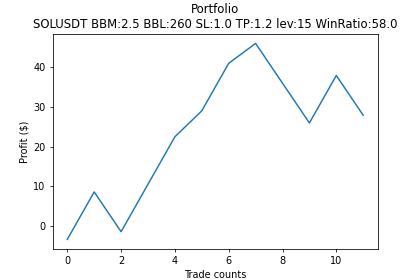 Portfolio
SOLUSDT BBM:2.5 BBL:260 SL:1.0 TP:1.2 lev:15 WinRatio:58.0
40
30
20
10
0
Profit ($)
0 2 4 6 8 10
Trade counts